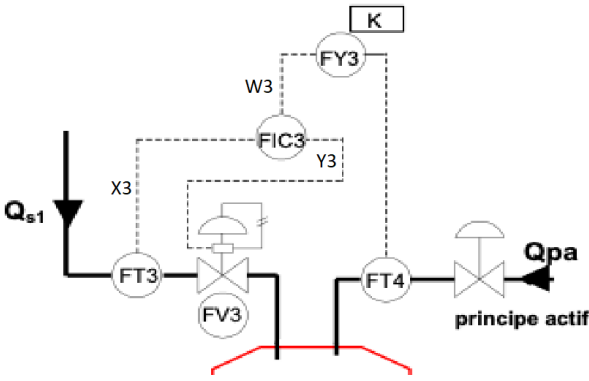 K
FY3
W3
FIC3
Y3
X3
Qs1
FT3
FV3
FT4
Qpa
principe actif